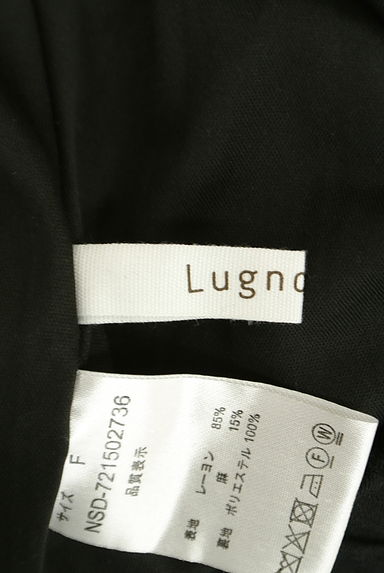 Lugno
サイズ F
NSD-721502736
品質表示
表地 レーヨン 85%
麻 15%
裏地 ポリエステル 100%
W
F